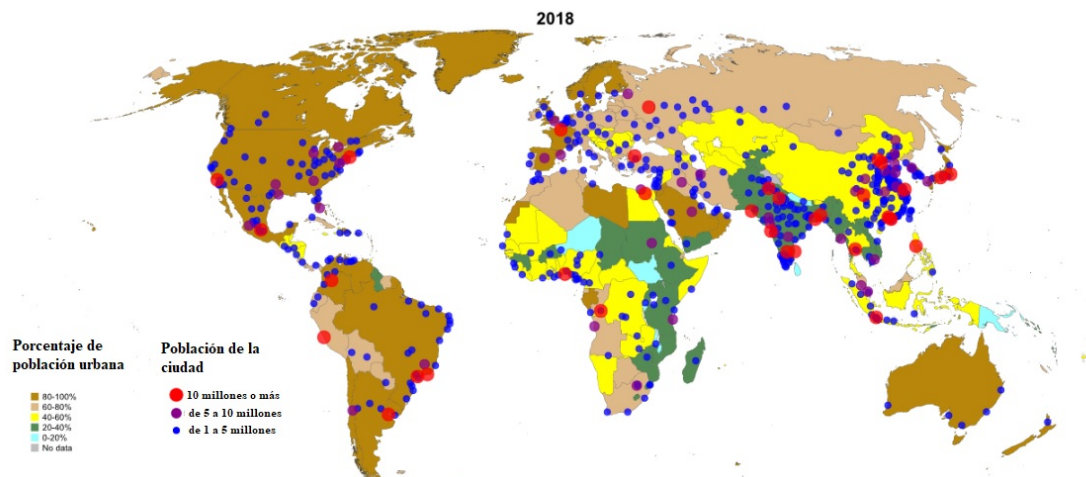 2018
Porcentaje de
población urbana
80-100%
60-80%
40-60%
20-40%
0-20%
No data
Población de la
ciudad
10 millones o más
de 5 a 10 millones
de 1 a 5 millones